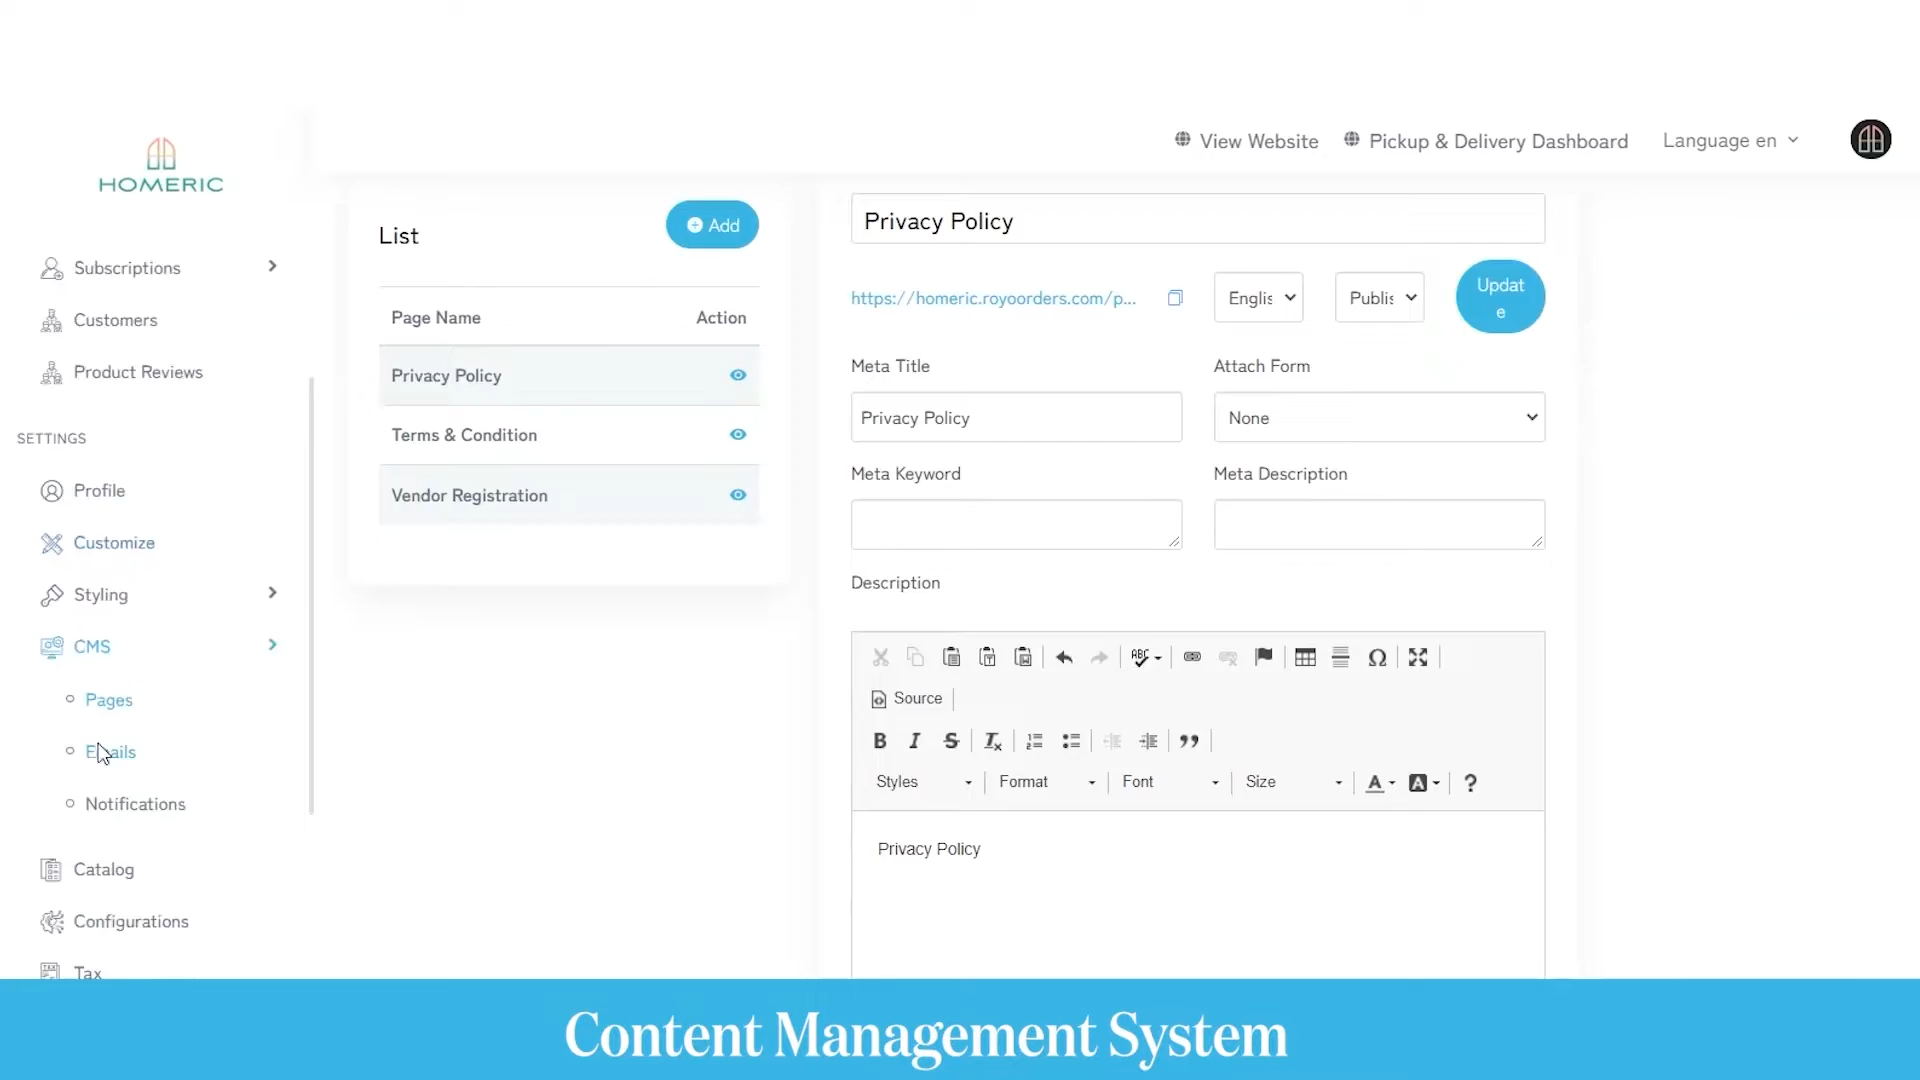 HOMERIC
View Website
Pickup & Delivery Dashboard
Language en
Subscriptions
Customers
Product Reviews
SETTINGS
Profile
Customize
Styling
CMS
Pages
Emails
Notifications
Catalog
Configurations
Tax
List
Add
Page Name Action
Privacy Policy
Terms & Condition
Vendor Registration
Privacy Policy
https://homeric.royoorders.com/p...
Englis
Publis
Updat
e
Meta Title
Attach Form
Privacy Policy
None
Meta Keyword
Meta Description
Description
ABC
Source
B I S Tx
Styles Format Font Size A A ?
Privacy Policy
Content Management System